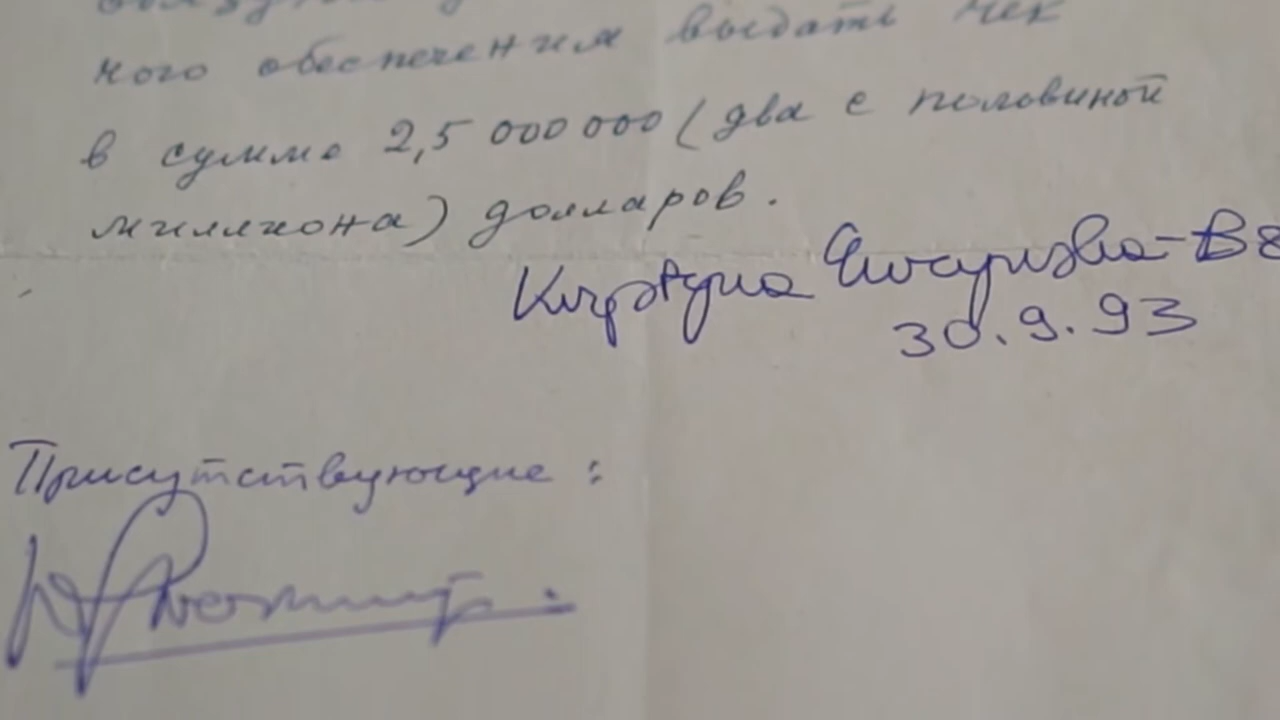 ного обеспечения выдать чек
в сумме 2,5 000 000 (два с половиной
миллиона) долларов.
30.9.93
Присутствующие :